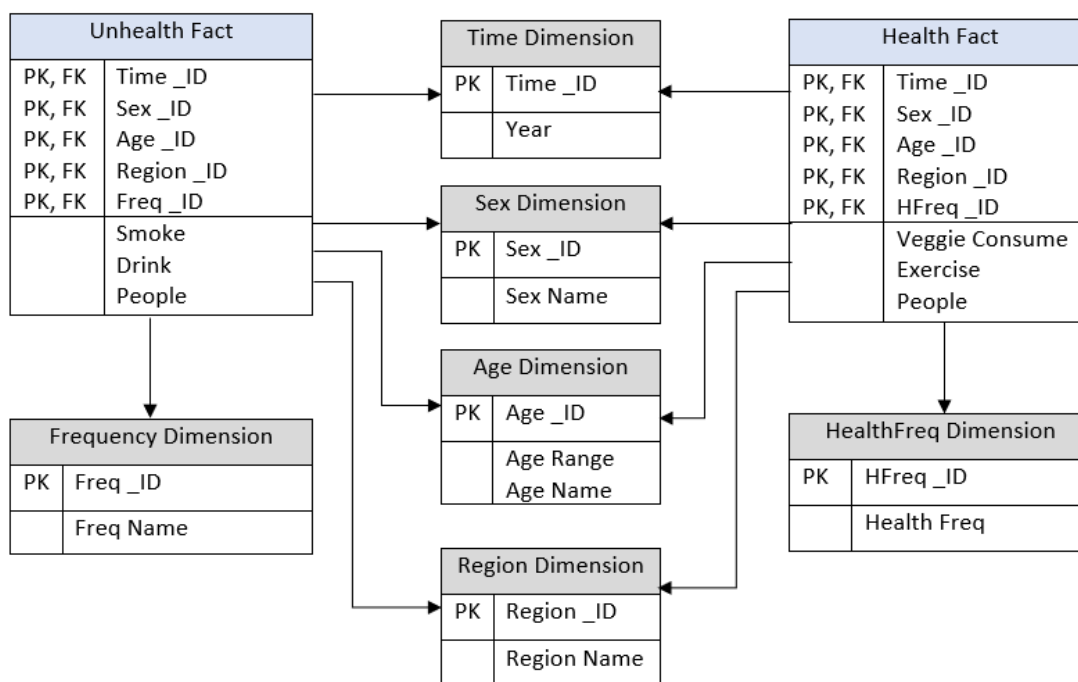 Unhealth Fact
PK, FK Time _ID
PK, FK Sex _ID
PK, FK Age _ID
PK, FK Region _ID
PK, FK Freq _ID
Smoke
Drink
People
Time Dimension
PK Time _ID
Year
Health Fact
PK, FK Time _ID
PK, FK Sex _ID
PK, FK Age _ID
PK, FK Region _ID
PK, FK HFreq _ID
Veggie Consume
Exercise
People
Sex Dimension
PK Sex _ID
Sex Name
Age Dimension
PK Age _ID
Age Range
Age Name
Frequency Dimension
PK Freq _ID
Freq Name
HealthFreq Dimension
PK HFreq _ID
Health Freq
Region Dimension
PK Region _ID
Region Name